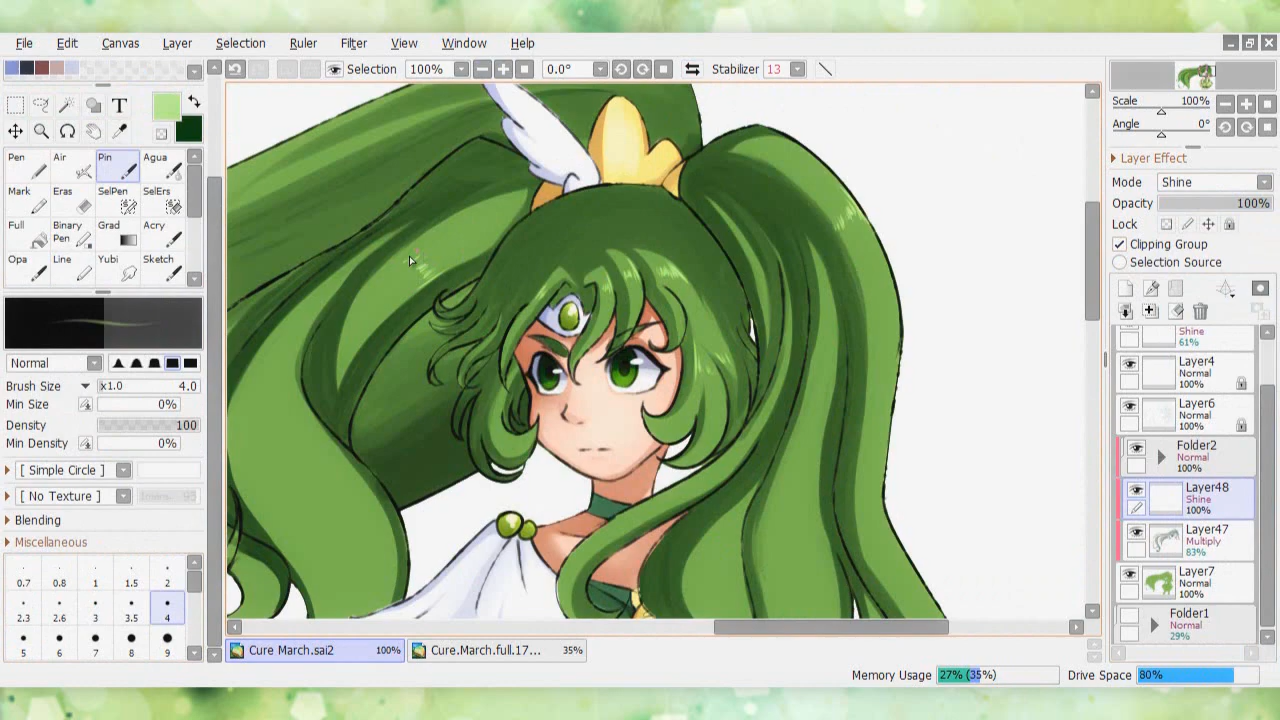 File Edit Canvas Layer Selection Ruler Filter View Window Help
Selection 100% 0.0° Stabilizer 13
T
Pen Air Pin Agua
Mark Eras SelPen SelErs
Full Binary Pen Grad Acry
Opa Line Yubi Sketch
Normal
Brush Size x1.0 4.0
Min Size 0%
Density 100
Min Density 0%
[ Simple Circle ]
[ No Texture ] 95
Blending
Miscellaneous
0.7 0.8 1 1.5 2
2.3 2.6 3 3.5 4
5 6 7 8 9
Cure March.sai2 100% Cure.March.full.17... 35%
Memory Usage 27% (35%) Drive Space 80%
Scale 100%
Angle 0°
Layer Effect
Mode Shine
Opacity 100%
Lock
Clipping Group
Selection Source
Shine
61%
Layer4
Normal
100%
Layer6
Normal
100%
Folder2
Normal
100%
Layer48
Shine
100%
Layer47
Multiply
83%
Layer7
Normal
100%
Folder1
Normal
29%